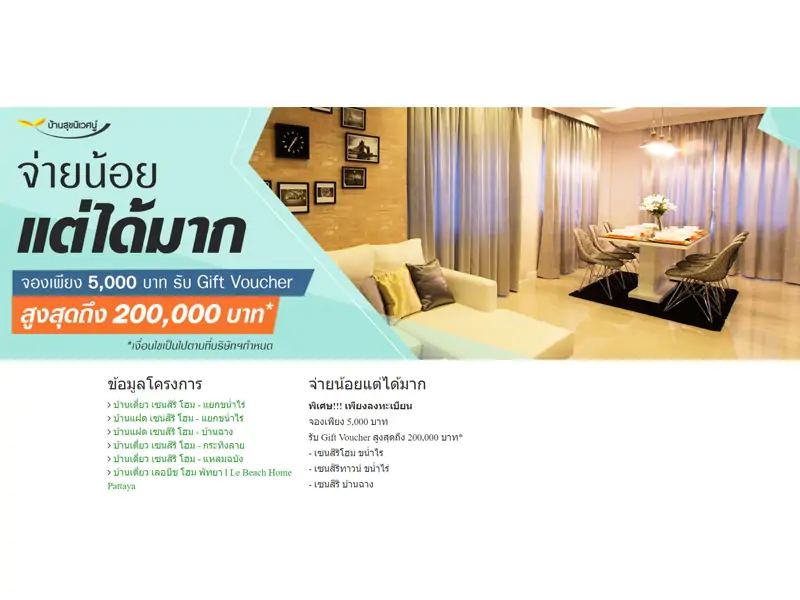 บ้านสุขนิเวศน์
จ่ายน้อย
แต่ได้มาก
จองเพียง 5,000 บาท รับ Gift Voucher
สูงสุดถึง 200,000 บาท*
*เงื่อนไขเป็นไปตามที่บริษัทฯกำหนด
ข้อมูลโครงการ
› บ้านเดี่ยว เซนสิริ โฮม - แยกขน่ำไร่
› บ้านแฝด เซนสิริ โฮม - แยกขน่ำไร่
› บ้านแฝด เซนสิริ โฮม - บ้านฉาง
› บ้านเดี่ยว เซนสิริ โฮม - กระทิงลาย
› บ้านเดี่ยว เซนสิริ โฮม - แหลมฉบัง
› บ้านเดี่ยว เลอบีช โฮม พัทยา l Le Beach Home
Pattaya
จ่ายน้อยแต่ได้มาก
พิเศษ!!! เพียงลงทะเบียน
จองเพียง 5,000 บาท
รับ Gift Voucher สูงสุดถึง 200,000 บาท*
- เซนสิริโฮม ขน่ำไร่
- เซนสิริทาวน์ ขน่ำไร่
- เซนสิริ บ้านฉาง